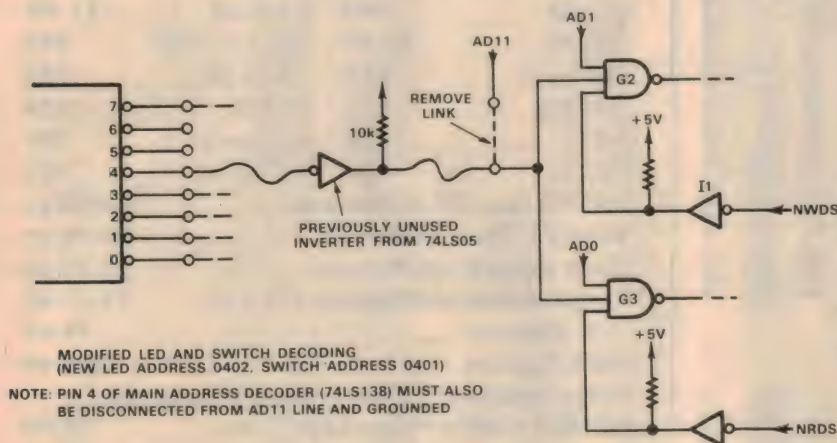 AD1
AD11
G2
REMOVE
LINK
7
6
5
4
3
2
1
0
10k
+5V
I1
NWDS
PREVIOUSLY UNUSED
INVERTER FROM 74LS05
AD0
G3
+5V
NRDS
MODIFIED LED AND SWITCH DECODING
(NEW LED ADDRESS 0402, SWITCH ADDRESS 0401)
NOTE: PIN 4 OF MAIN ADDRESS DECODER (74LS138) MUST ALSO
BE DISCONNECTED FROM AD11 LINE AND GROUNDED